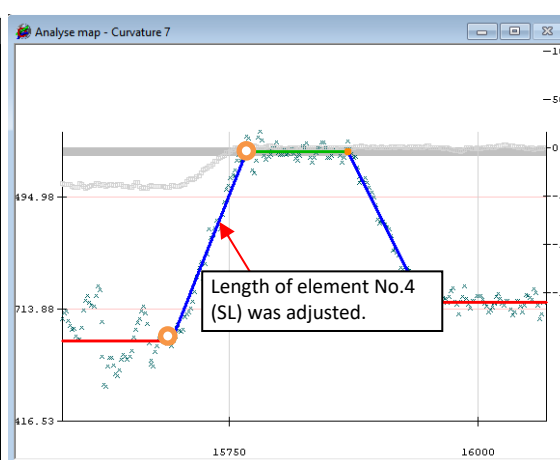 Analyse map - Curvature 7
494.98
713.88
416.53
Length of element No.4
(SL) was adjusted.
15750
16000
0